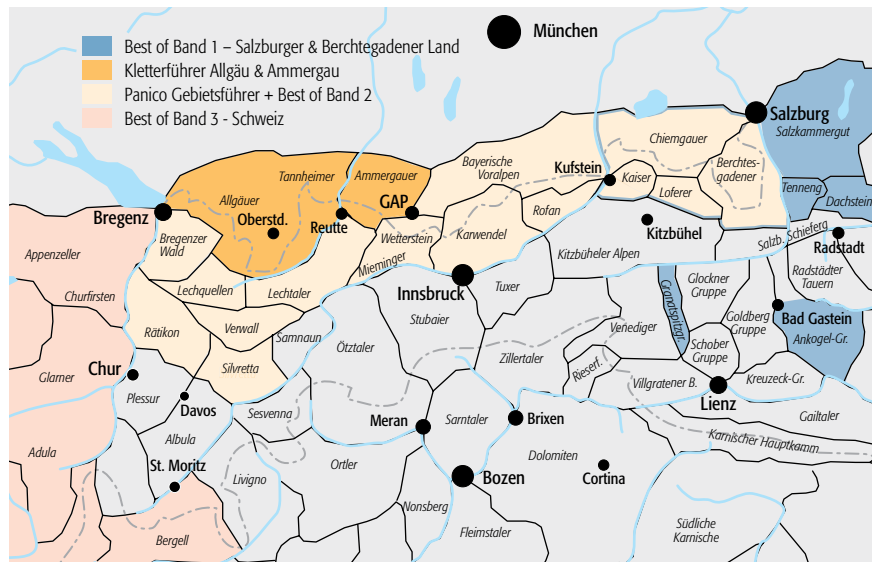 München
Best of Band 1 – Salzburger & Berchtegadener Land
Kletterführer Allgäu & Ammergau
Panico Gebietsführer + Best of Band 2
Best of Band 3 - Schweiz
Salzburg
Salzkammergut
Chiemgauer
Bayerische
Voralpen
Berchtes-
gadener
Kufstein
Kaiser
Loferer
Tenneng
Dachstein
Tannheimer
Ammergauer
Allgäuer
Oberstd.
Reutte
GAP
Rofan
Bregenz
Bregenzer
Wald
Wetterstein
Karwendel
Kitzbühel
Kitzbüheler Alpen
Salzb. Schieferg
Radstadt
Radstädter
Tauern
Appenzeller
Churfirsten
Lechquellen
Lechtaler
Mieminger
Innsbruck
Tuxer
Granatspitzgr.
Glockner
Gruppe
Goldberg
Gruppe
Bad Gastein
Ankogel-Gr.
Rätikon
Verwall
Samnaun
Stubaier
Ötztaler
Zillertaler
Venediger
Schober
Gruppe
Rieserf.
Villgratener B.
Kreuzeck-Gr.
Lienz
Glarner
Chur
Silvretta
Plessur
Davos
Sesvenna
Meran
Sarntaler
Brixen
Gailtaler
Karnischer Hauptkamm
Adula
Albula
St. Moritz
Livigno
Ortler
Bozen
Dolomiten
Cortina
Bergell
Nonsberg
Fleimstaler
Südliche
Karnische